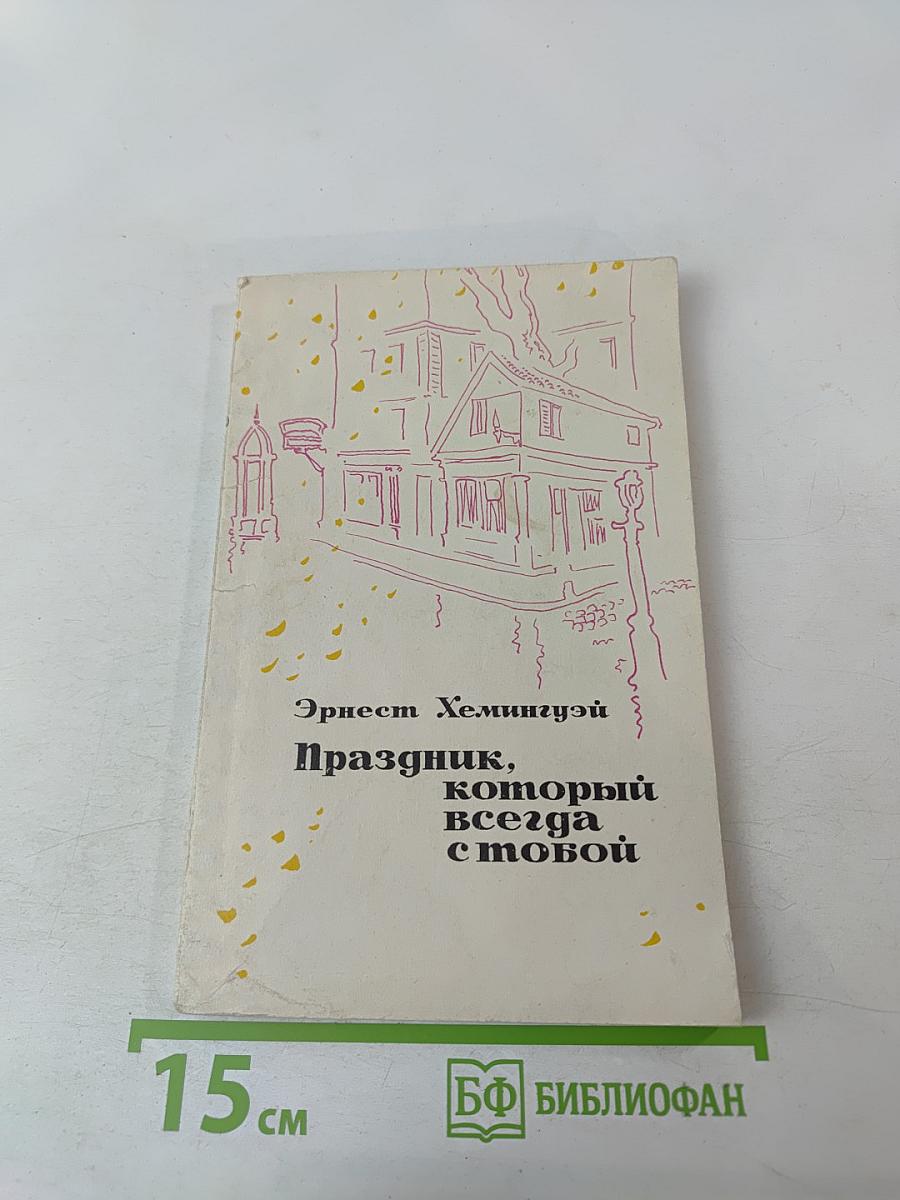 Эрнест Хемингуэй
Праздник,
который
всегда
с тобой
15 см
БФ БИБЛИОФАН